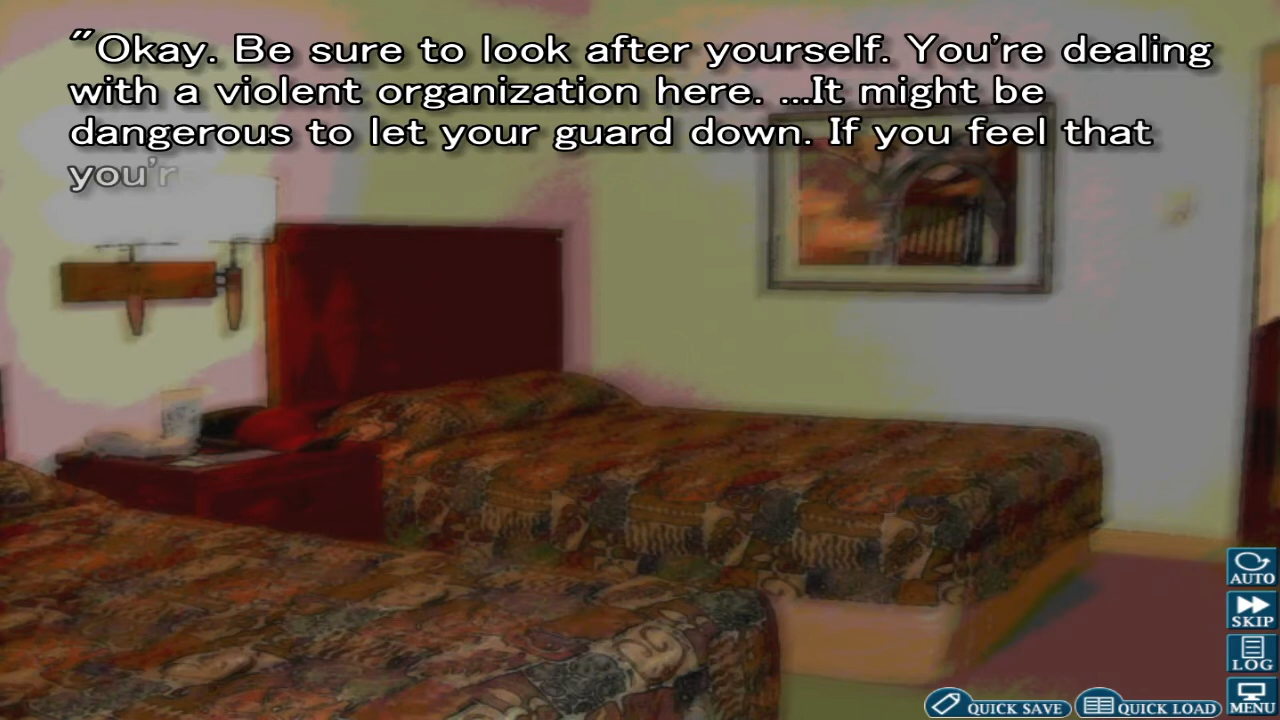 "Okay. Be sure to look after yourself. You're dealing
with a violent organization here. ...It might be
dangerous to let your guard down. If you feel that
you'r
AUTO
SKIP
LOG
QUICK SAVE
QUICK LOAD
MENU